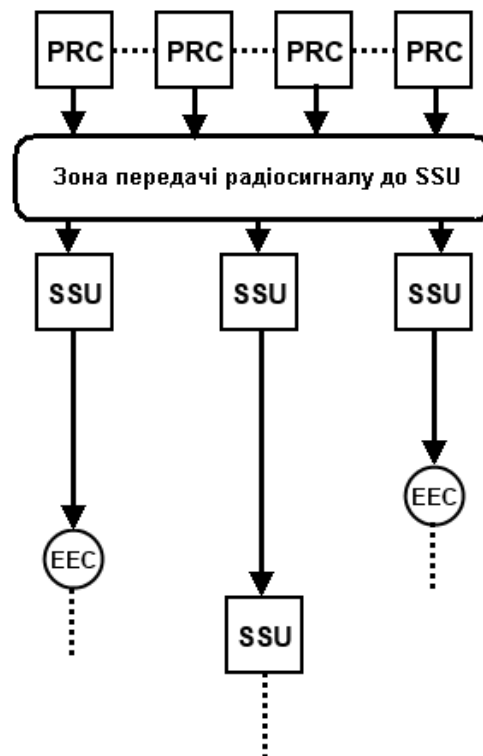 PRC PRC PRC PRC
Зона передачі радіосигналу до SSU
SSU SSU SSU
EEC
EEC
SSU